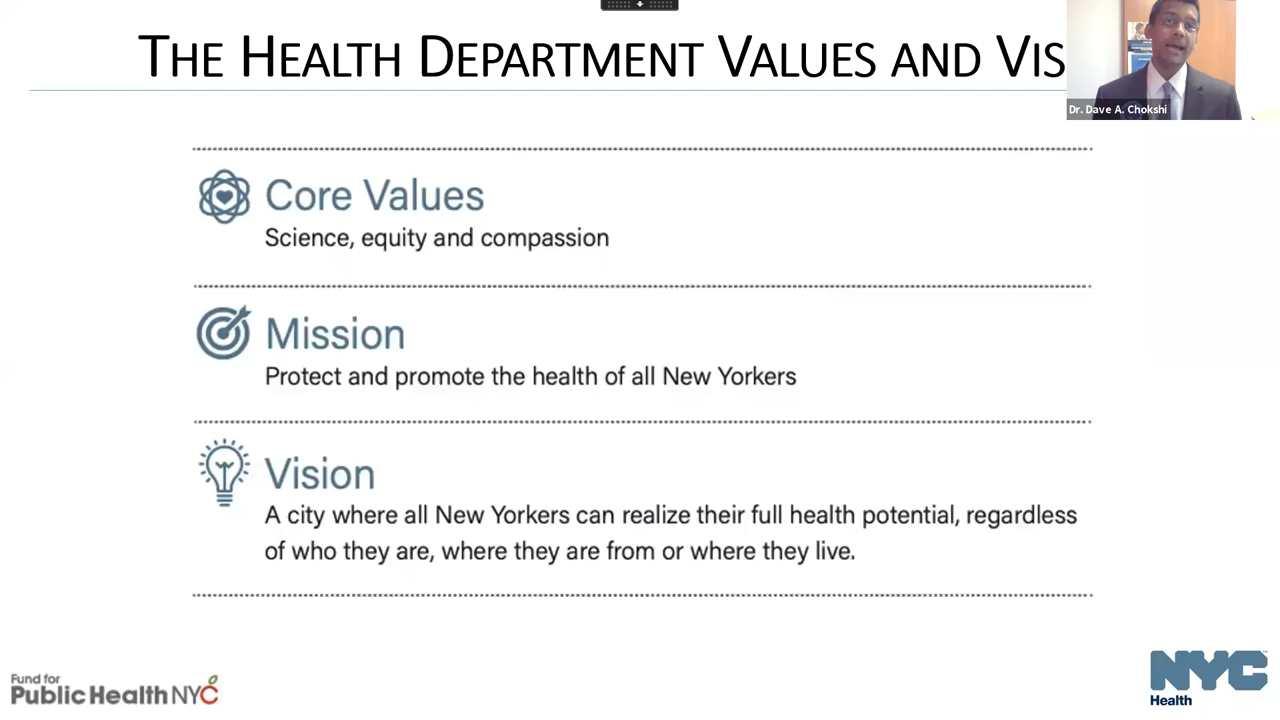 THE HEALTH DEPARTMENT VALUES AND VIS
Dr. Dave A. Chokshi
Core Values
Science, equity and compassion
Mission
Protect and promote the health of all New Yorkers
Vision
A city where all New Yorkers can realize their full health potential, regardless
of who they are, where they are from or where they live.
Fund for
Public Health NYC
NYC
Health